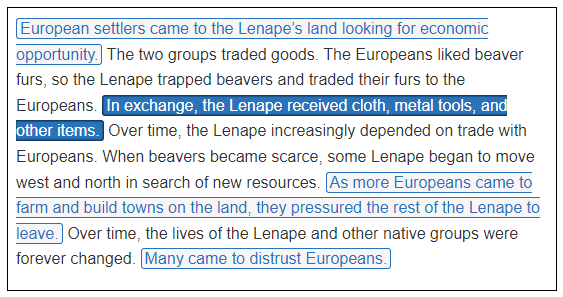 European settlers came to the Lenape's land looking for economic
opportunity. The two groups traded goods. The Europeans liked beaver
furs, so the Lenape trapped beavers and traded their furs to the
Europeans. In exchange, the Lenape received cloth, metal tools, and
other items. Over time, the Lenape increasingly depended on trade with
Europeans. When beavers became scarce, some Lenape began to move
west and north in search of new resources. As more Europeans came to
farm and build towns on the land, they pressured the rest of the Lenape to
leave. Over time, the lives of the Lenape and other native groups were
forever changed. Many came to distrust Europeans.